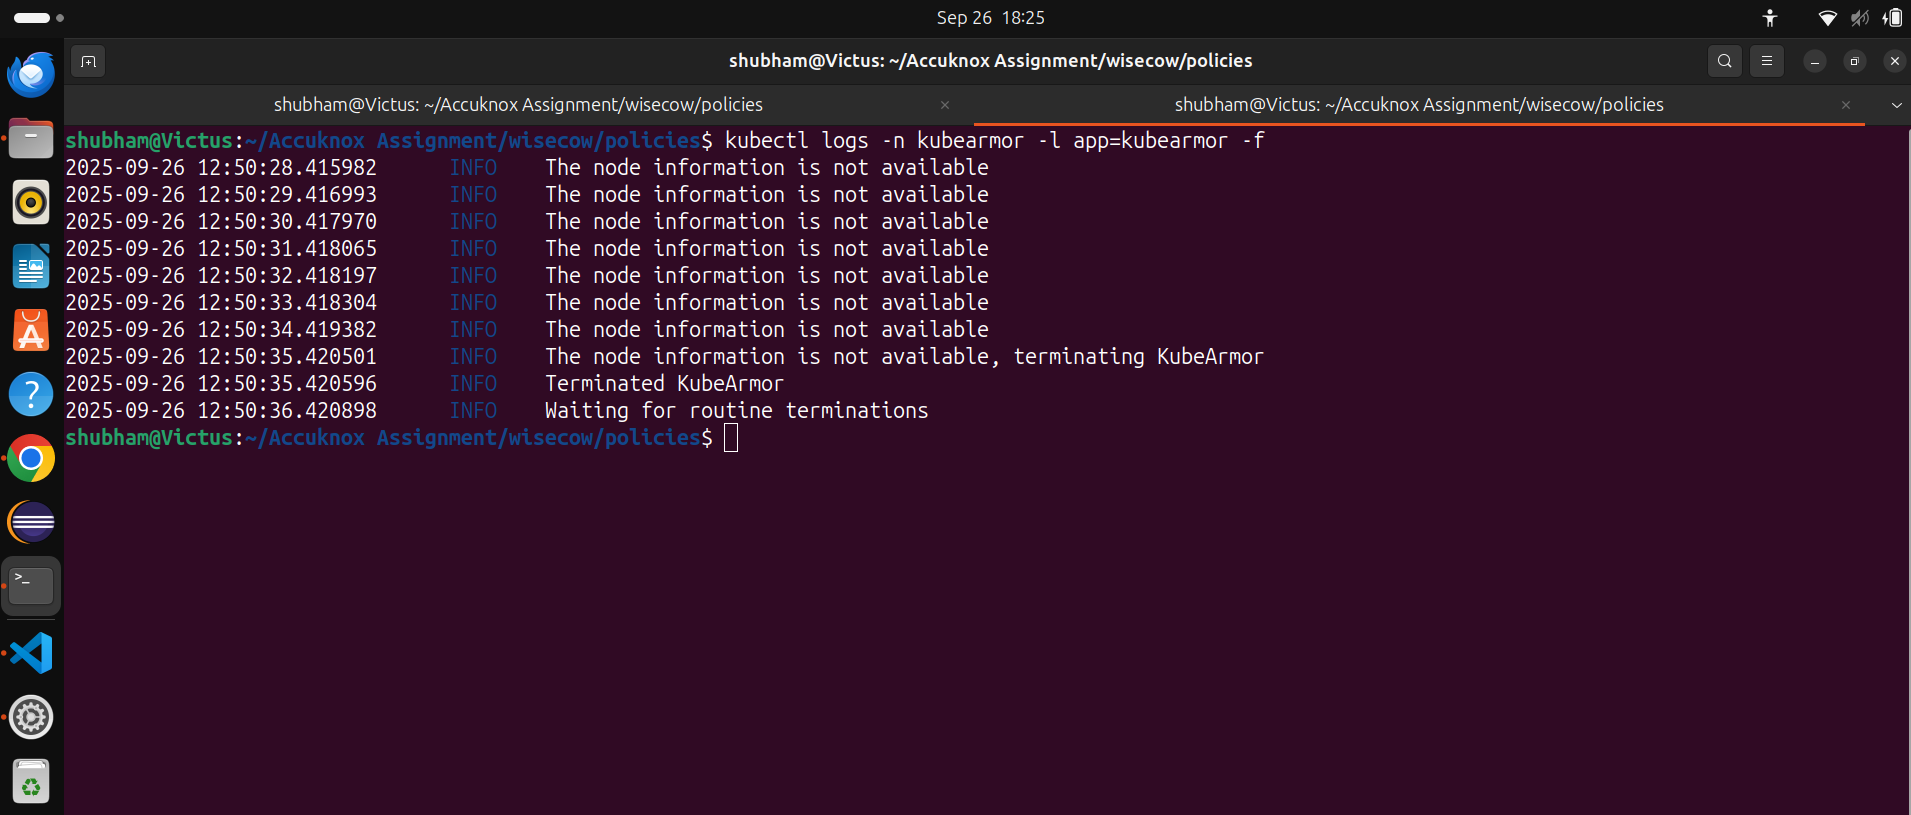 Sep 26 18:25
shubham@Victus: ~/Accuknox Assignment/wisecow/policies
shubham@Victus: ~/Accuknox Assignment/wisecow/policies
shubham@Victus: ~/Accuknox Assignment/wisecow/policies
shubham@Victus:~/Accuknox Assignment/wisecow/policies$ kubectl logs -n kubearmor -l app=kubearmor -f
2025-09-26 12:50:28.415982 INFO The node information is not available
2025-09-26 12:50:29.416993 INFO The node information is not available
2025-09-26 12:50:30.417970 INFO The node information is not available
2025-09-26 12:50:31.418065 INFO The node information is not available
2025-09-26 12:50:32.418197 INFO The node information is not available
2025-09-26 12:50:33.418304 INFO The node information is not available
2025-09-26 12:50:34.419382 INFO The node information is not available
2025-09-26 12:50:35.420501 INFO The node information is not available, terminating KubeArmor
2025-09-26 12:50:35.420596 INFO Terminated KubeArmor
2025-09-26 12:50:36.420898 INFO Waiting for routine terminations
shubham@Victus:~/Accuknox Assignment/wisecow/policies$